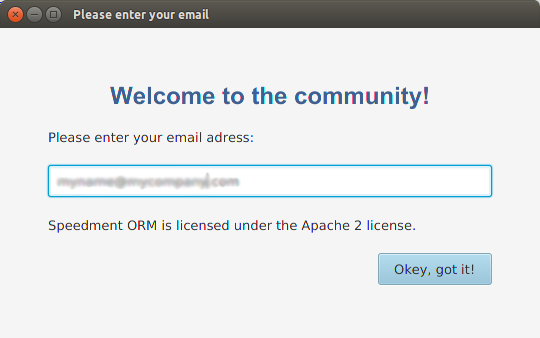 Please enter your email
Welcome to the community!
Please enter your email adress:
myname@mycompany.com
Speedment ORM is licensed under the Apache 2 license.
Okey, got it!